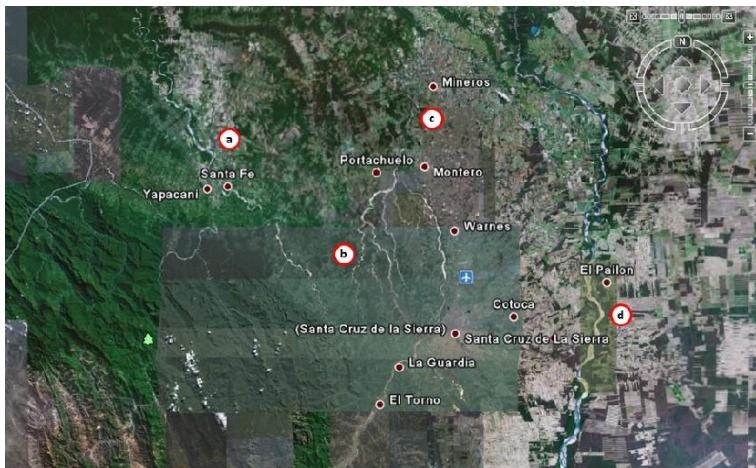 N
Mineros
c
a
Portachuelo
Montero
Santa Fe
Yapacani
Warnes
b
El Pailon
Cotoca
d
(Santa Cruz de la Sierra)
Santa Cruz de La Sierra
La Guardia
El Torno